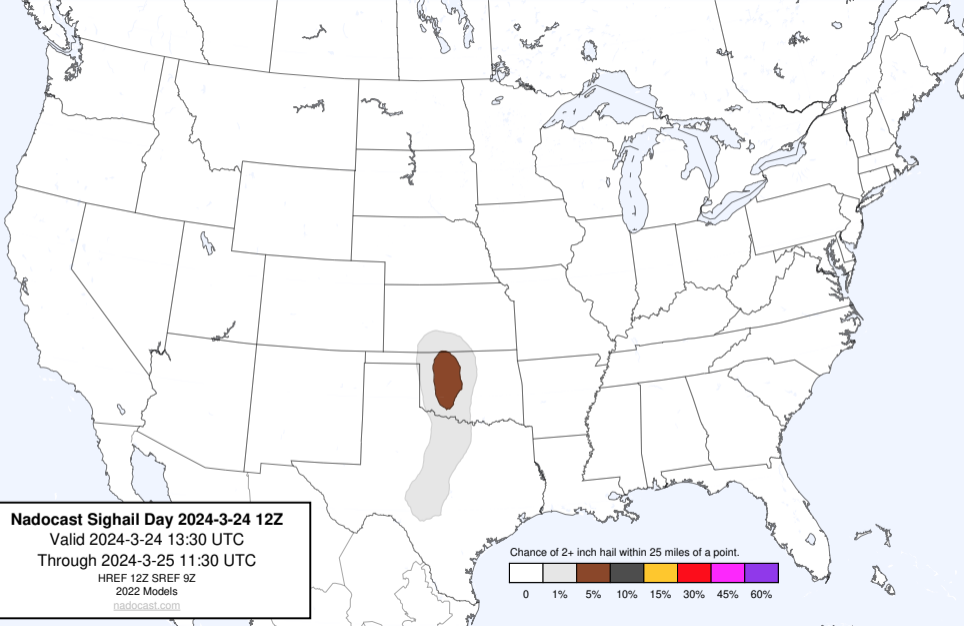 Nadocast Sighail Day 2024-3-24 12Z
Valid 2024-3-24 13:30 UTC
Through 2024-3-25 11:30 UTC
HREF 12Z SREF 9Z
2022 Models
nadocast.com
Chance of 2+ inch hail within 25 miles of a point.
0 1% 5% 10% 15% 30% 45% 60%